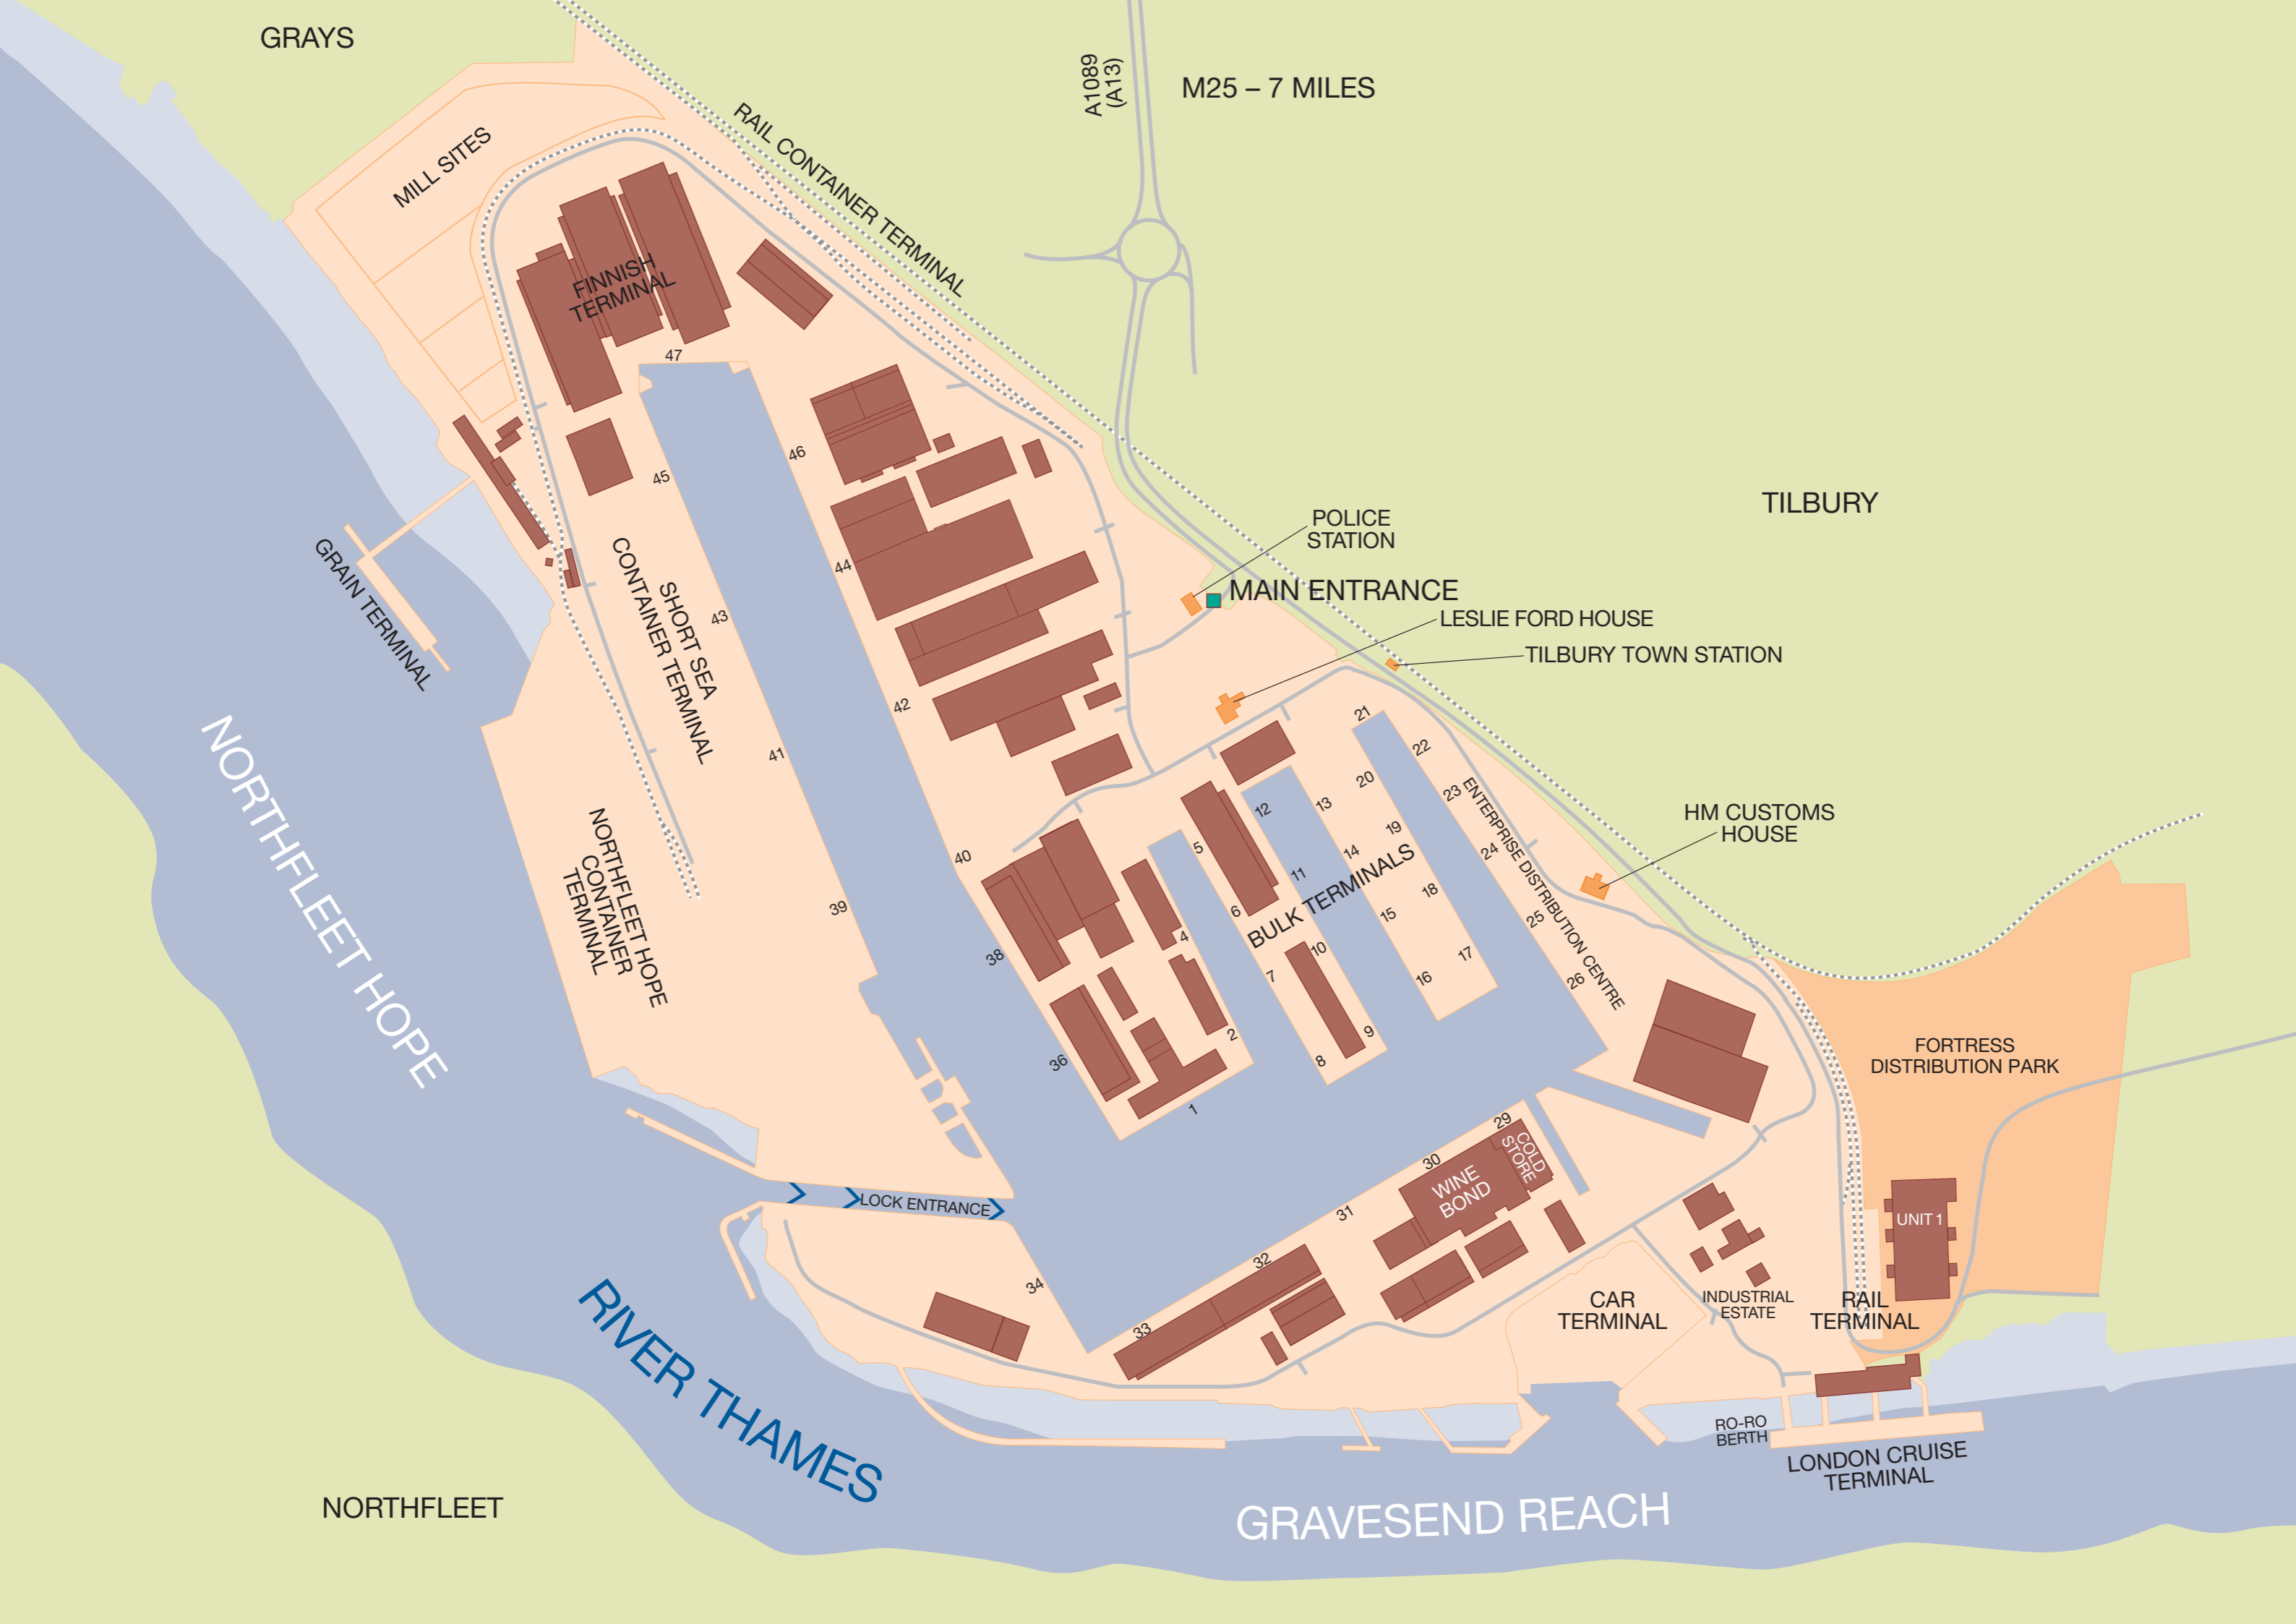 GRAYS
MILL SITES
RAIL CONTAINER TERMINAL
A1089
(A13)
M25 – 7 MILES
FINNISH
TERMINAL
47
46
45
44
43
42
41
40
39
38
36
GRAIN TERMINAL
SHORT SEA
CONTAINER TERMINAL
NORTHFLEET HOPE
CONTAINER
TERMINAL
NORTHFLEET HOPE
POLICE
STATION
MAIN ENTRANCE
LESLIE FORD HOUSE
TILBURY TOWN STATION
TILBURY
HM CUSTOMS
HOUSE
21
22
20
23
12
13
19
24
5
14
11
18
6
15
25
4
10
17
7
16
26
2
9
8
1
BULK TERMINALS
ENTERPRISE DISTRIBUTION CENTRE
FORTRESS
DISTRIBUTION PARK
29
30
31
32
33
34
COLD
STORE
WINE
BOND
LOCK ENTRANCE
UNIT 1
CAR
TERMINAL
INDUSTRIAL
ESTATE
RAIL
TERMINAL
RO-RO
BERTH
LONDON CRUISE
TERMINAL
RIVER THAMES
GRAVESEND REACH
NORTHFLEET